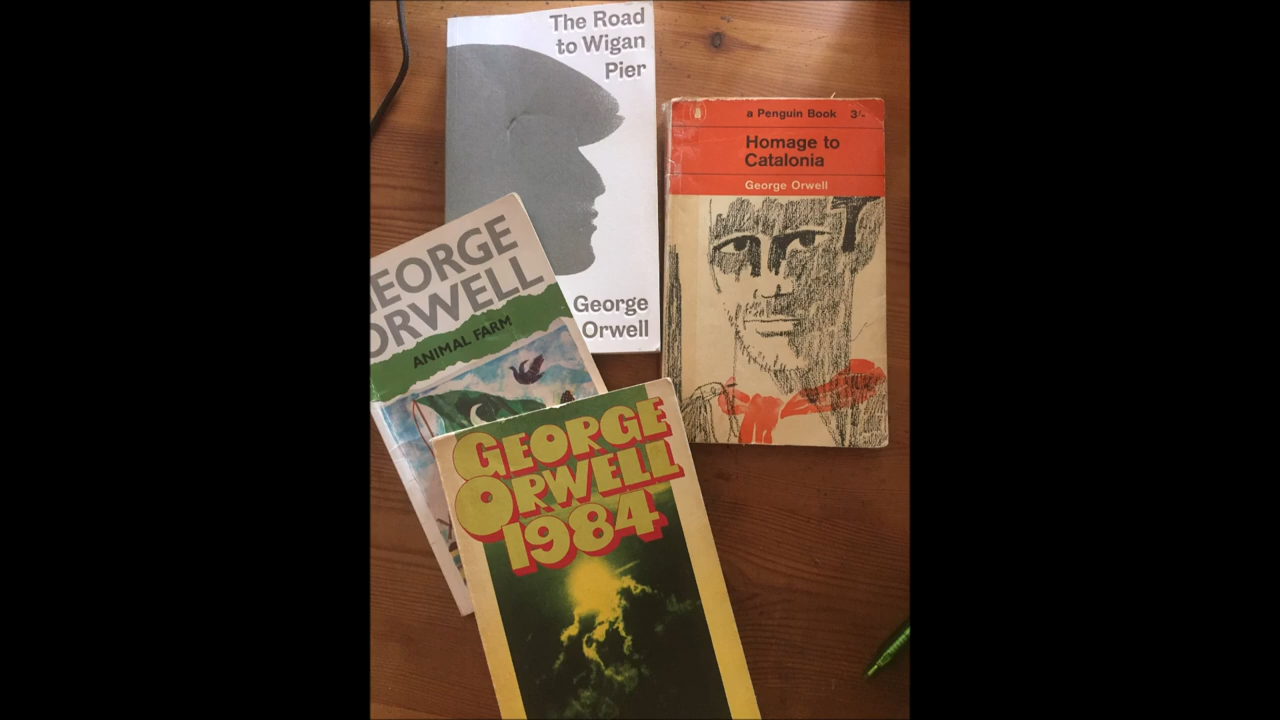 The Road
to Wigan
Pier
George
Orwell
a Penguin Book 3/-
Homage to
Catalonia
George Orwell
GEORGE
ORWELL
ANIMAL FARM
GEORGE
ORWELL
1984